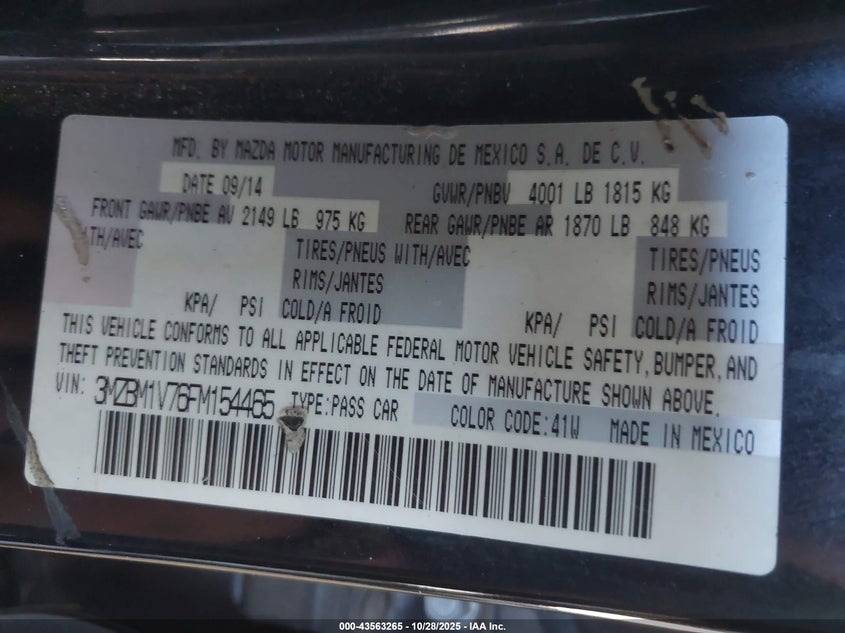 MFD. BY MAZDA MOTOR MANUFACTURING DE MEXICO S.A. DE C.V.
DATE 09/14 GVWR/PNBV 4001 LB 1815 KG
FRONT GAWR/PNBE AV 2149 LB 975 KG REAR GAWR/PNBE AR 1870 LB 848 KG
ITH/AVEC TIRES/PNEUS WITH/AVEC TIRES/PNEUS
RIMS/JANTES RIMS/JANTES
KPA/ PSI COLD/A FROID KPA/ PSI COLD/A FROID
THIS VEHICLE CONFORMS TO ALL APPLICABLE FEDERAL MOTOR VEHICLE SAFETY, BUMPER, AND
THEFT PREVENTION STANDARDS IN EFFECT ON THE DATE OF MANUFACTURE SHOWN ABOVE.
VIN: 3MZBM1V76FM154465 TYPE:PASS CAR COLOR CODE:41W MADE IN MEXICO
000-43563265 - 10/28/2025 - IAA Inc.